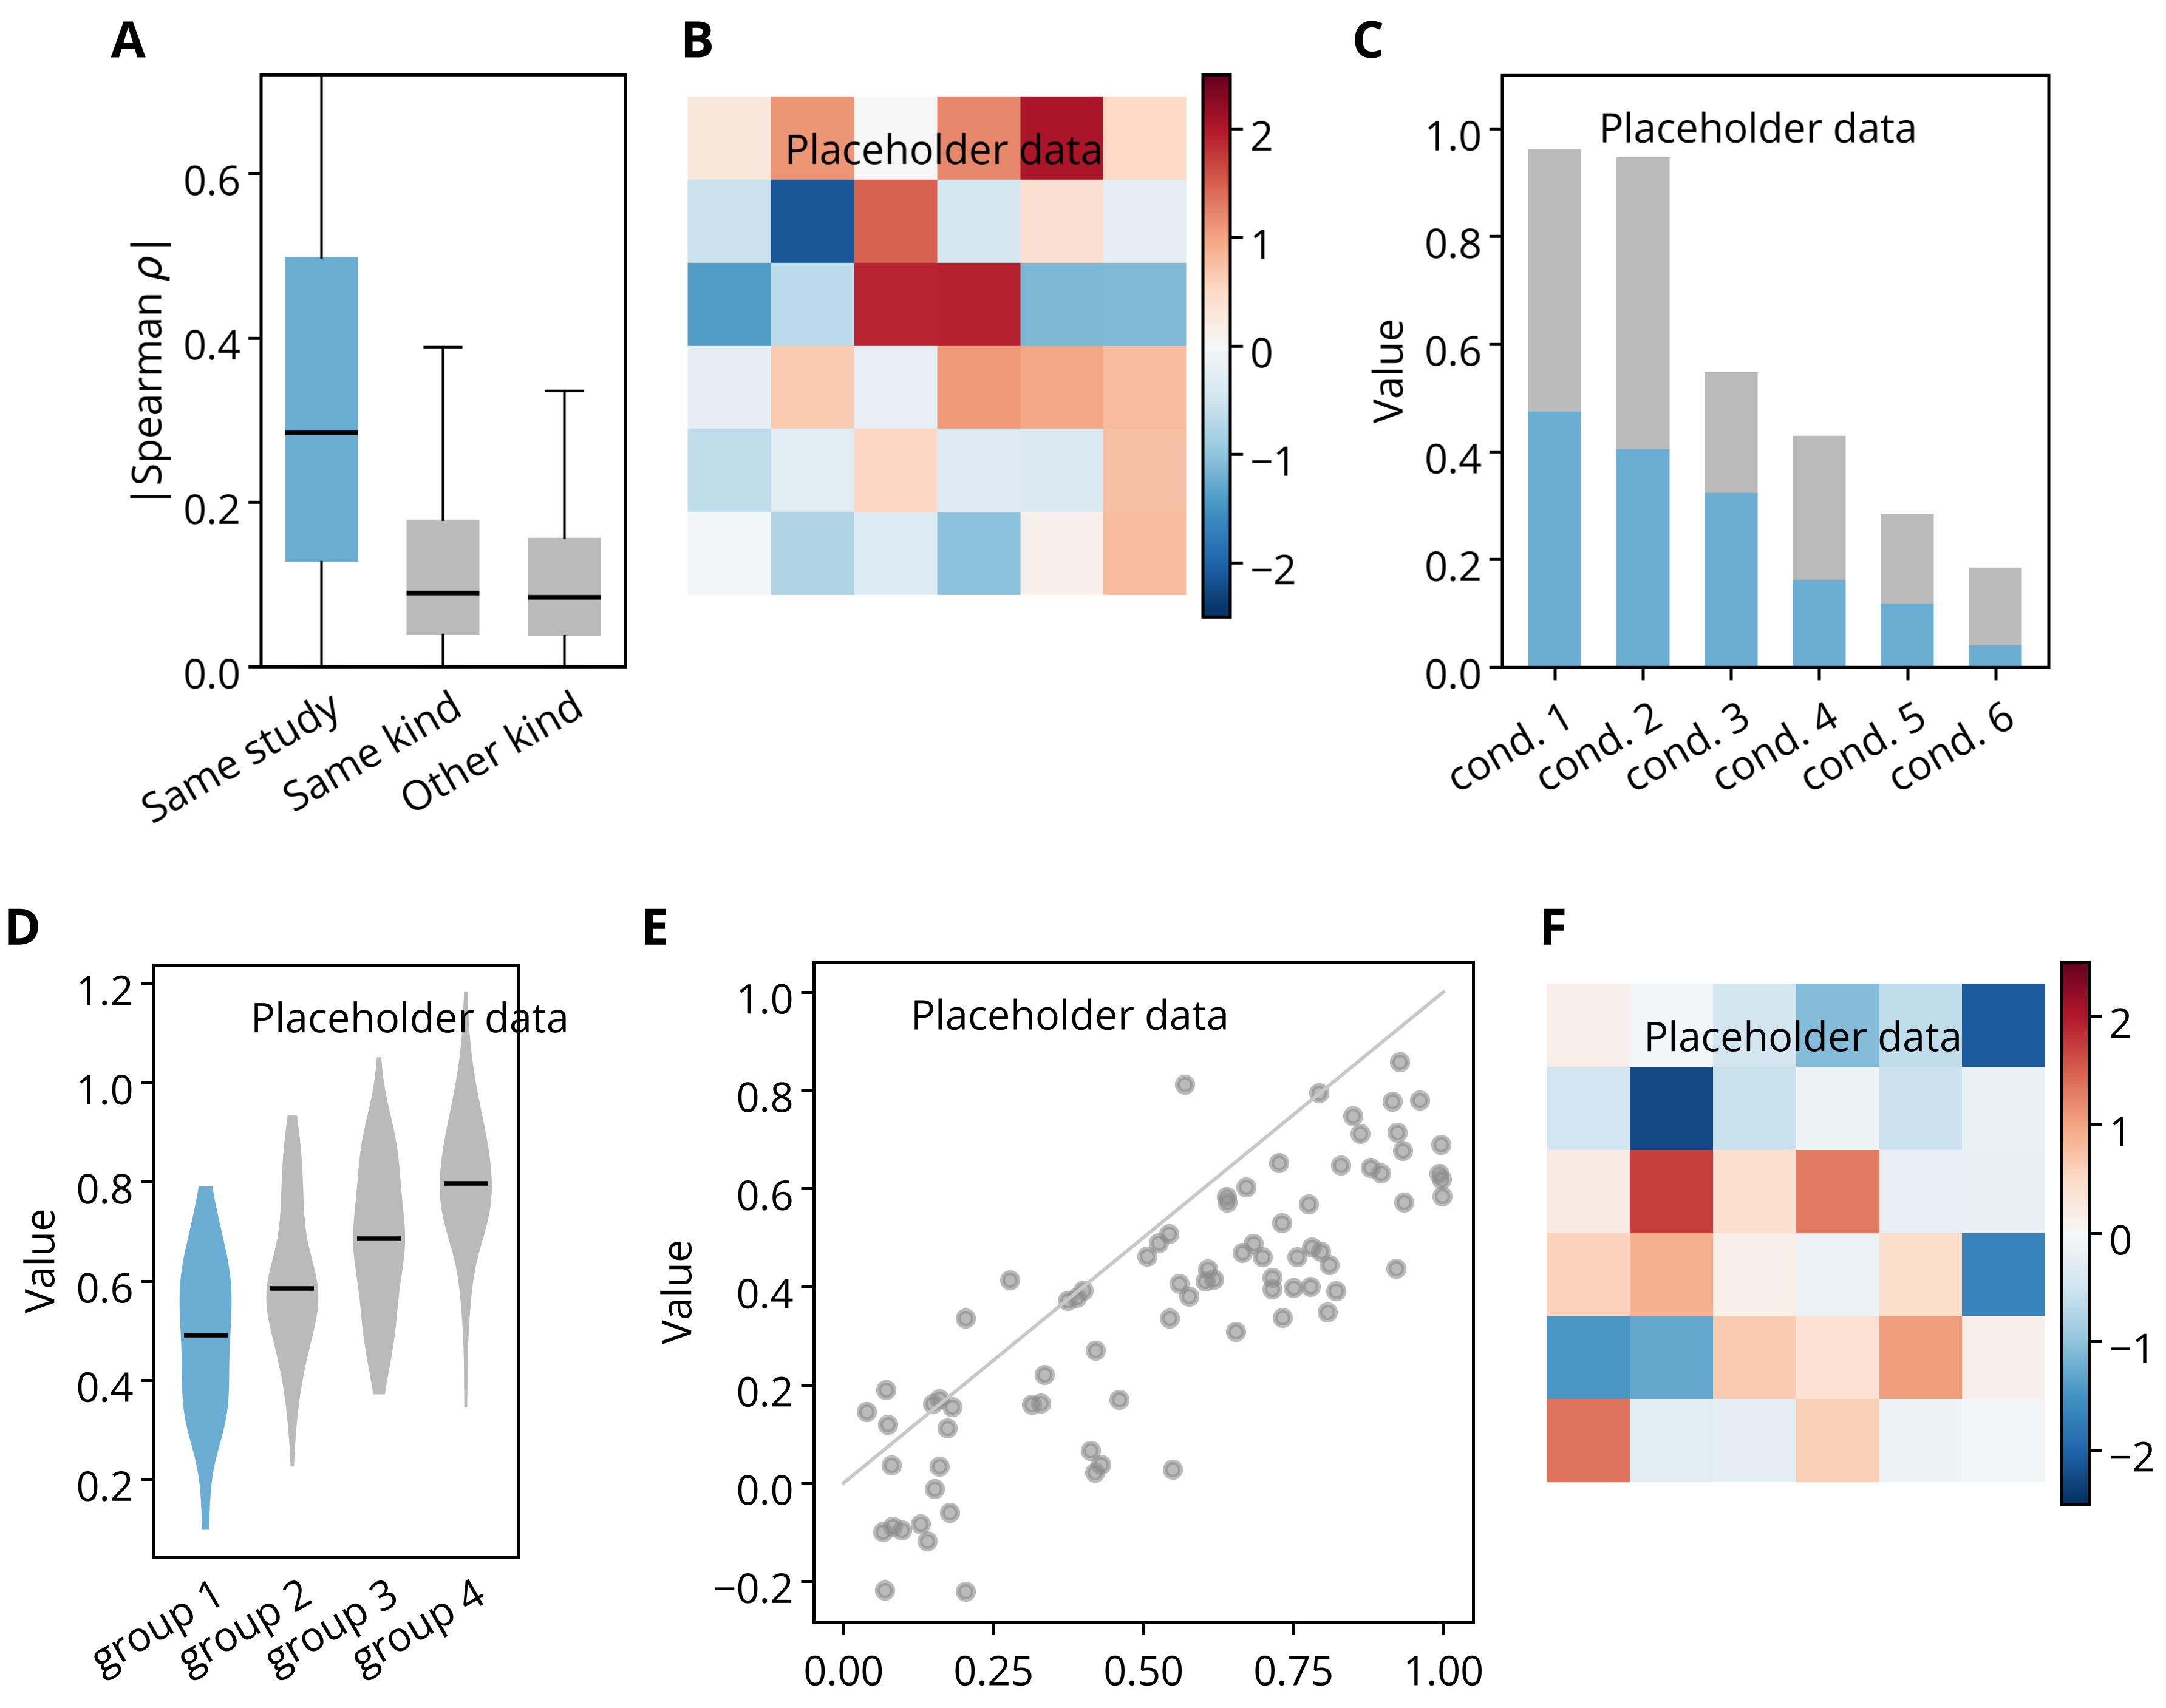 A
|Spearman ρ|
0.6
0.4
0.2
0.0
Same study
Same kind
Other kind
B
Placeholder data
2
1
0
−1
−2
C
Placeholder data
Value
1.0
0.8
0.6
0.4
0.2
0.0
cond. 1
cond. 2
cond. 3
cond. 4
cond. 5
cond. 6
D
Placeholder data
Value
1.2
1.0
0.8
0.6
0.4
0.2
group 1
group 2
group 3
group 4
E
Placeholder data
Value
1.0
0.8
0.6
0.4
0.2
0.0
−0.2
0.00
0.25
0.50
0.75
1.00
F
Placeholder data
2
1
0
−1
−2